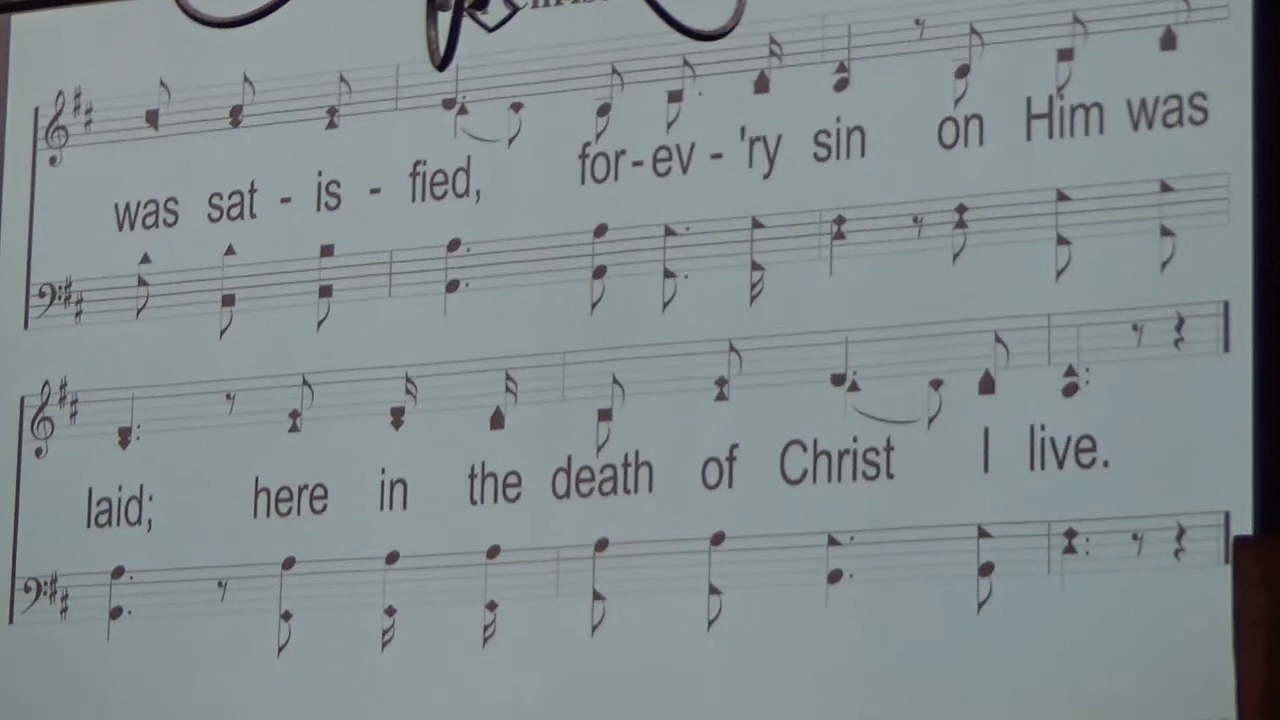 was sat - is - fied, for-ev - 'ry sin on Him was
laid; here in the death of Christ I live.